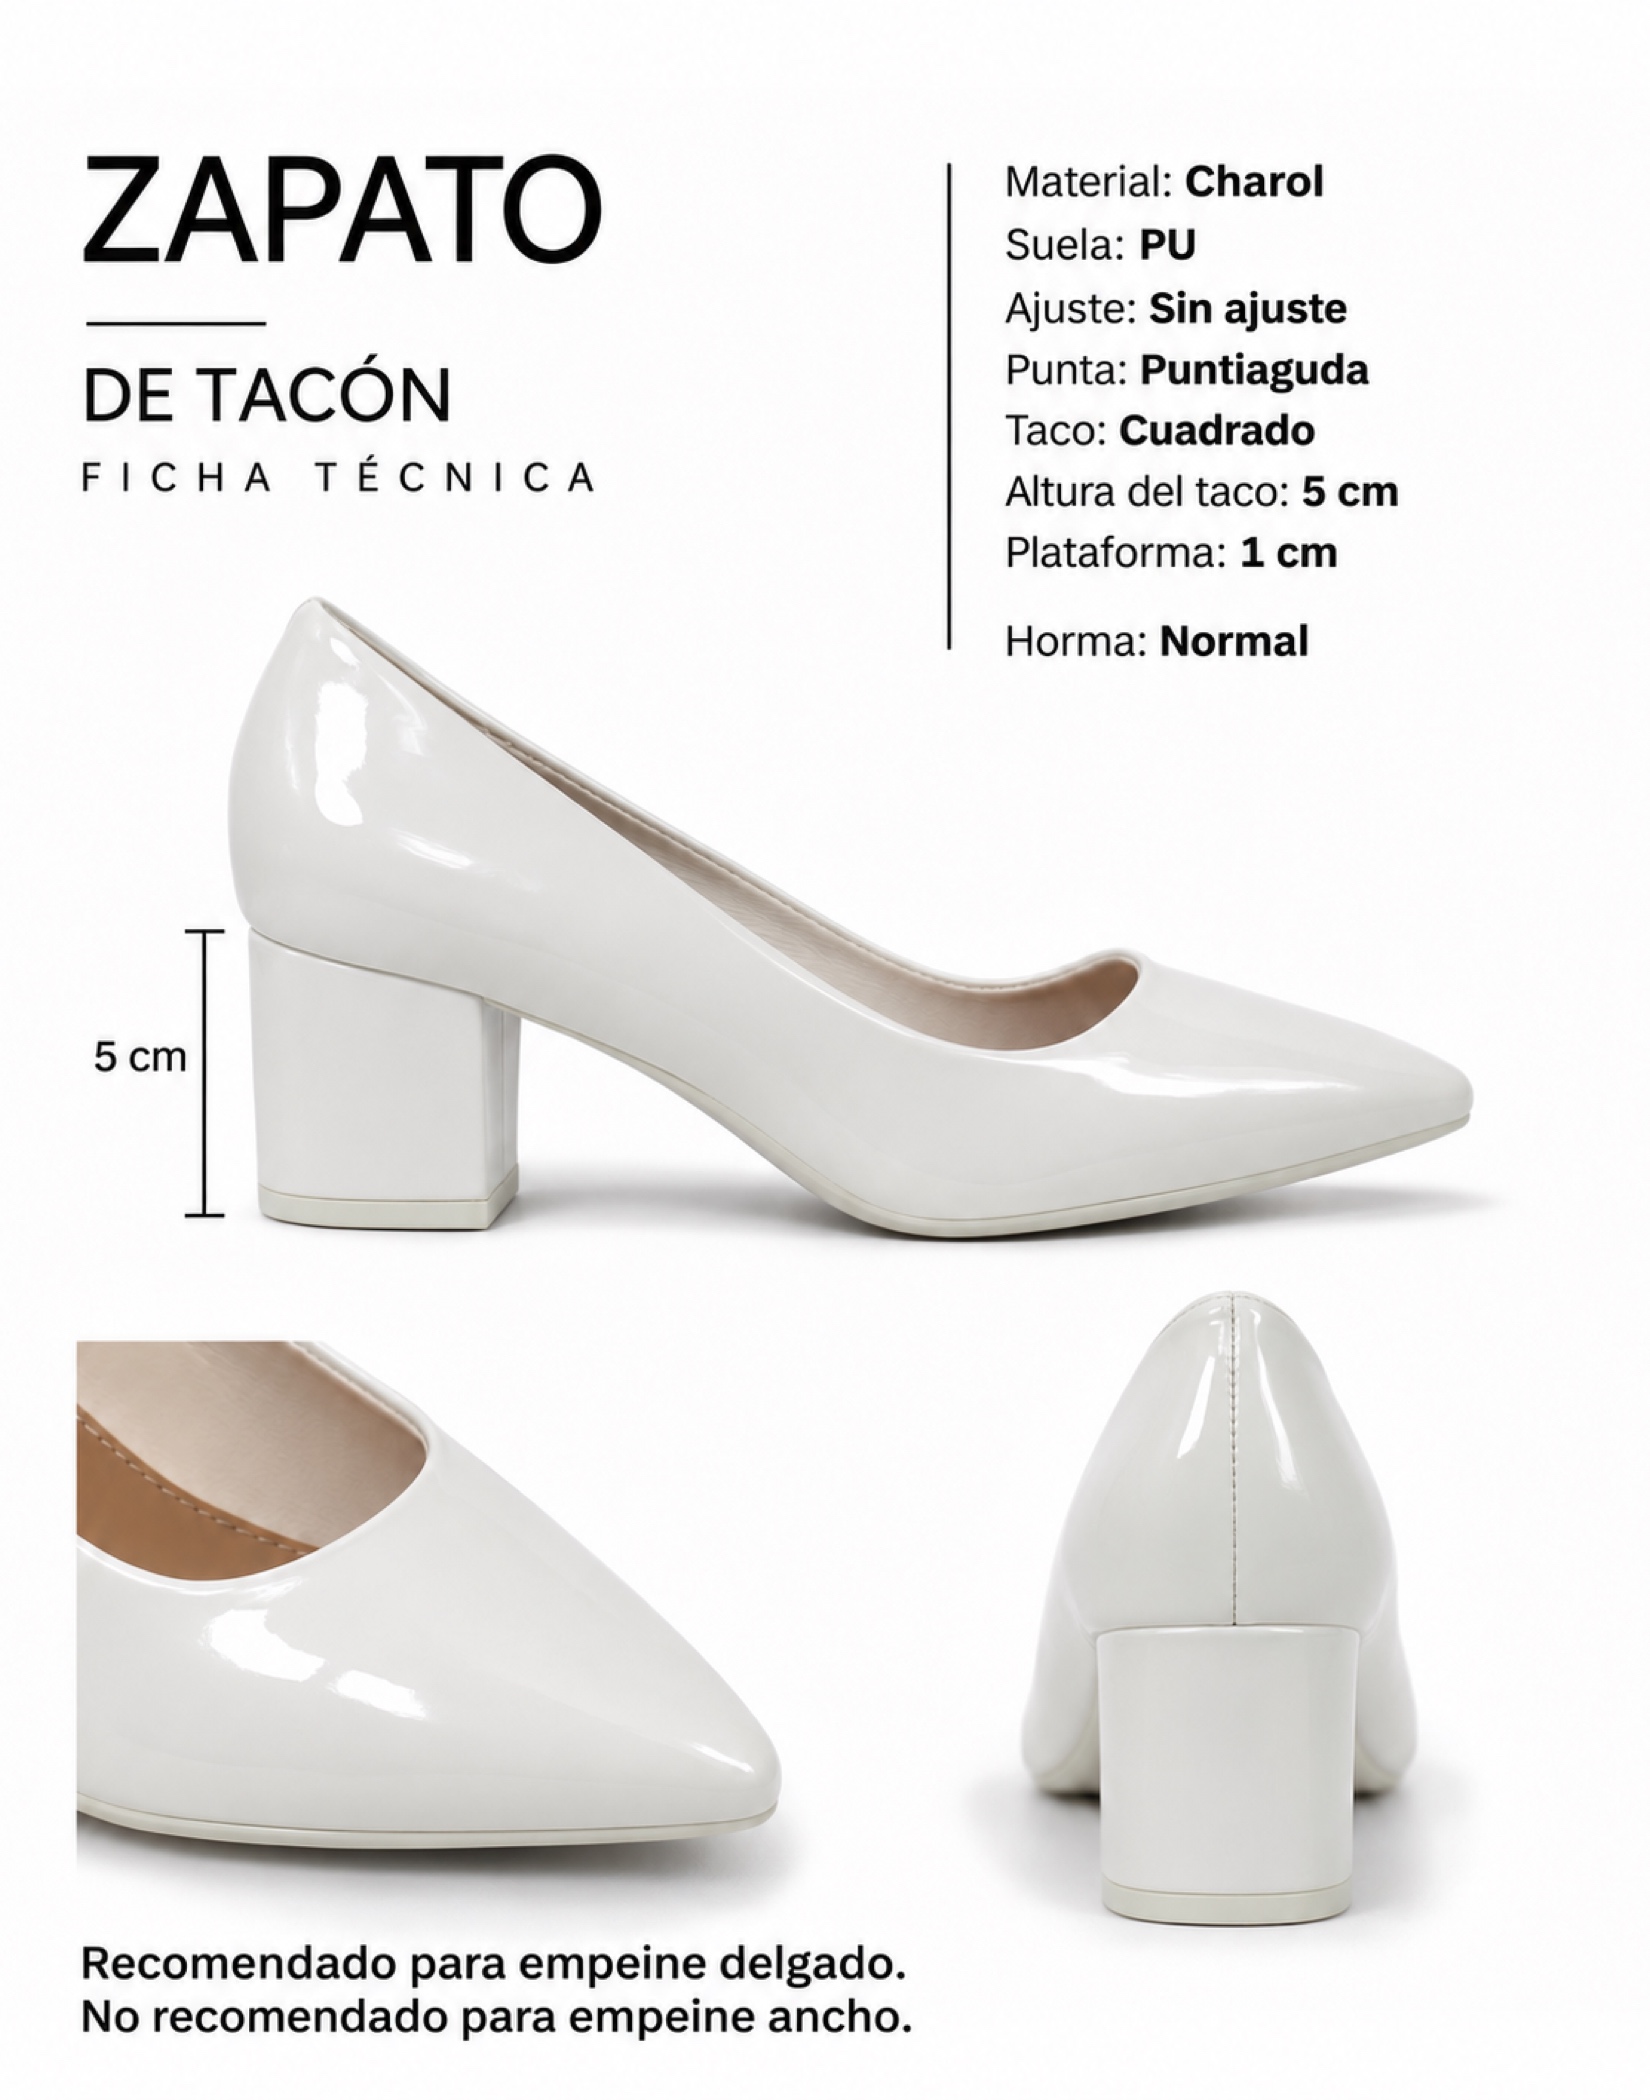 ZAPATO
DE TACÓN
FICHA TÉCNICA
Material: Charol
Suela: PU
Ajuste: Sin ajuste
Punta: Puntiaguda
Taco: Cuadrado
Altura del taco: 5 cm
Plataforma: 1 cm
Horma: Normal
5 cm
Recomendado para empeine delgado.
No recomendado para empeine ancho.